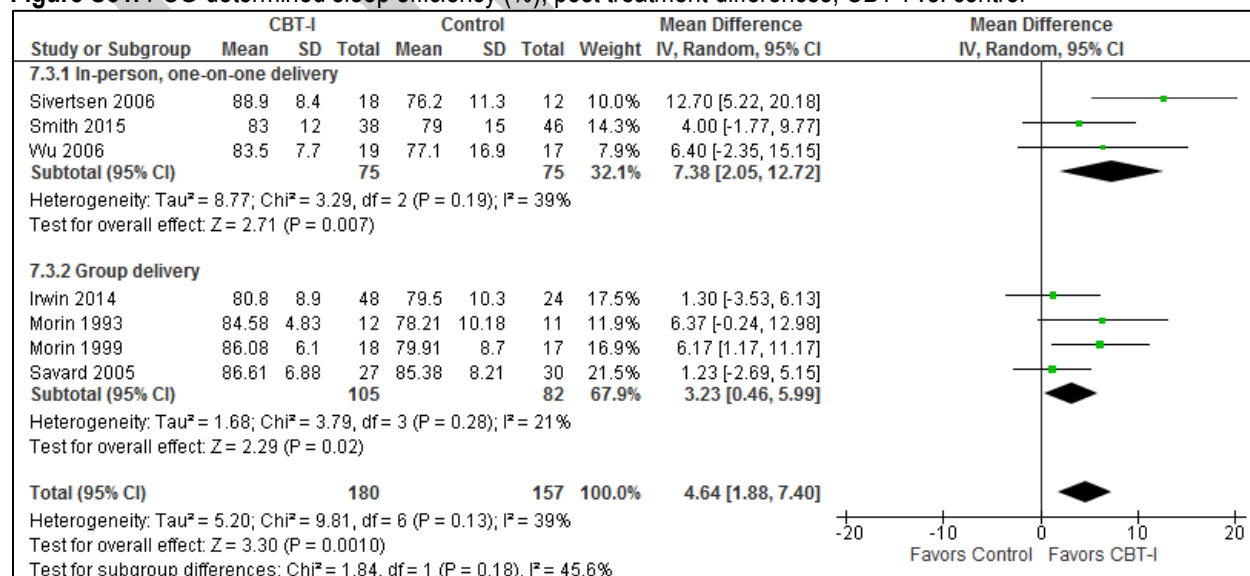 PSG-determined sleep efficiency (%), post treatment differences, CBT-I vs. control
CBT-I Control Mean Difference Mean Difference
Study or Subgroup Mean SD Total Mean SD Total Weight IV, Random, 95% CI IV, Random, 95% CI
7.3.1 In-person, one-on-one delivery
Sivertsen 2006 88.9 8.4 18 76.2 11.3 12 10.0% 12.70 [5.22, 20.18]
Smith 2015 83 12 38 79 15 46 14.3% 4.00 [-1.77, 9.77]
Wu 2006 83.5 7.7 19 77.1 16.9 17 7.9% 6.40 [-2.35, 15.15]
Subtotal (95% CI) 75 75 32.1% 7.38 [2.05, 12.72]
Heterogeneity: Tau² = 8.77; Chi² = 3.29, df = 2 (P = 0.19); I² = 39%
Test for overall effect: Z = 2.71 (P = 0.007)
7.3.2 Group delivery
Irwin 2014 80.8 8.9 48 79.5 10.3 24 17.5% 1.30 [-3.53, 6.13]
Morin 1993 84.58 4.83 12 78.21 10.18 11 11.9% 6.37 [-0.24, 12.98]
Morin 1999 86.08 6.1 18 79.91 8.7 17 16.9% 6.17 [1.17, 11.17]
Savard 2005 86.61 6.88 27 85.38 8.21 30 21.5% 1.23 [-2.69, 5.15]
Subtotal (95% CI) 105 82 67.9% 3.23 [0.46, 5.99]
Heterogeneity: Tau² = 1.68; Chi² = 3.79, df = 3 (P = 0.28); I² = 21%
Test for overall effect: Z = 2.29 (P = 0.02)
Total (95% CI) 180 157 100.0% 4.64 [1.88, 7.40]
Heterogeneity: Tau² = 5.20; Chi² = 9.81, df = 6 (P = 0.13); I² = 39%
Test for overall effect: Z = 3.30 (P = 0.0010)
Test for subgroup differences: Chi² = 1.84, df = 1 (P = 0.18), I² = 45.6%
-20 -10 0 10 20
Favors Control Favors CBT-I